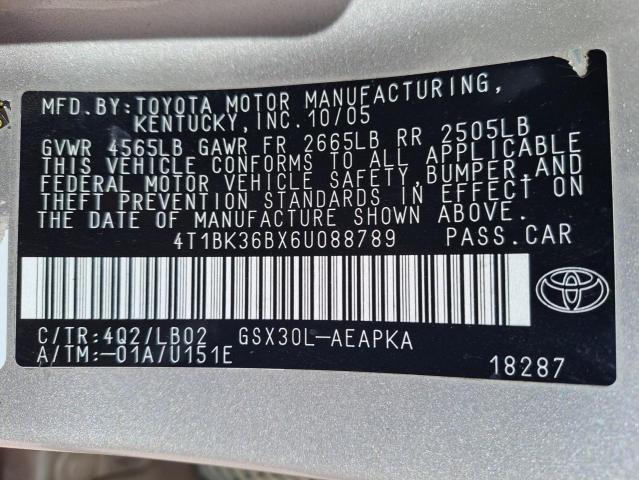 MFD.BY:TOYOTA MOTOR MANUFACTURING,
KENTUCKY,INC.10/05
GVWR 4565LB GAWR FR 2665LB RR 2505LB
THIS VEHICLE CONFORMS TO ALL APPLICABLE
FEDERAL MOTOR VEHICLE SAFETY,BUMPER,AND
THEFT PREVENTION STANDARDS IN EFFECT ON
THE DATE OF MANUFACTURE SHOWN ABOVE.
4T1BK36BX6U088789 PASS.CAR
C/TR:4Q2/LB02 GSX30L-AEAPKA
A/TM:-01A/U151E
18287